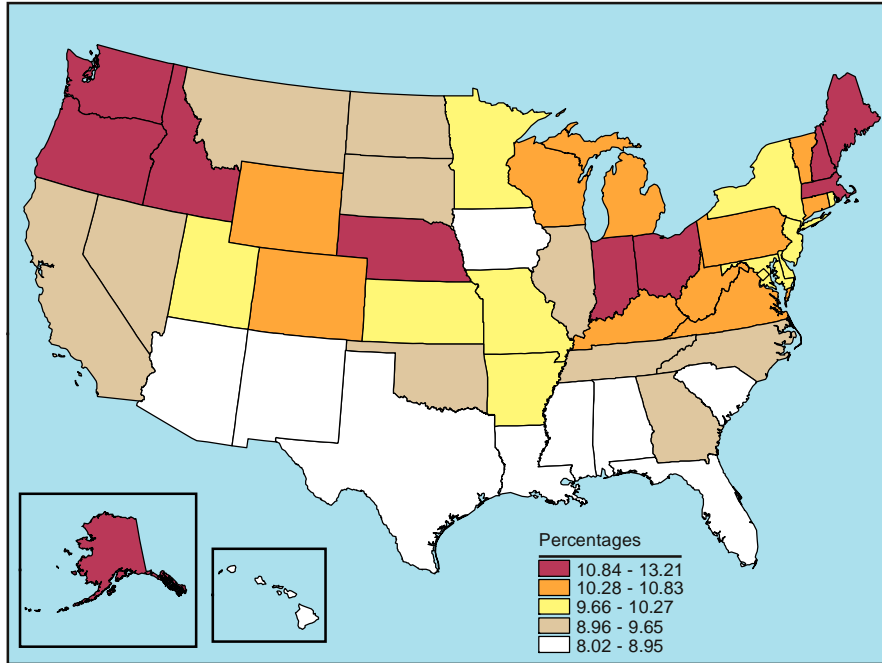 Percentages
10.84 - 13.21
10.28 - 10.83
9.66 - 10.27
8.96 - 9.65
8.02 - 8.95